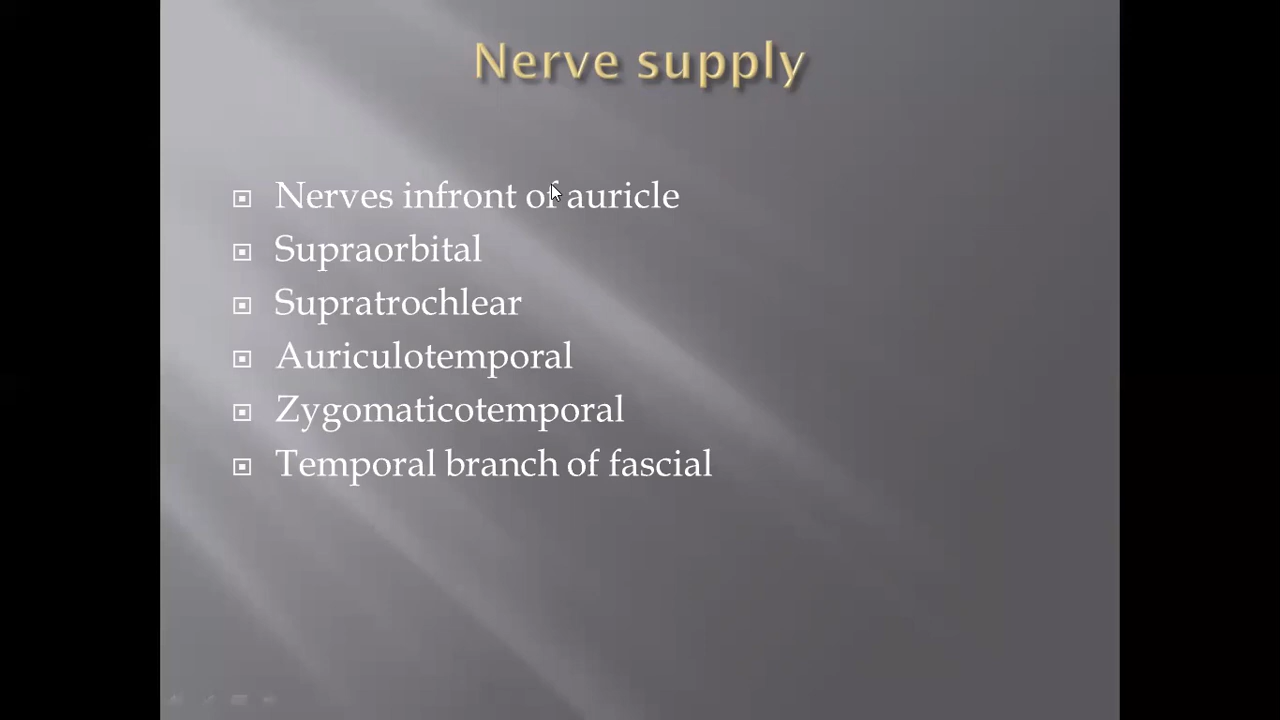 Nerve supply
Nerves infront of auricle
Supraorbital
Supratrochlear
Auriculotemporal
Zygomaticotemporal
Temporal branch of fascial